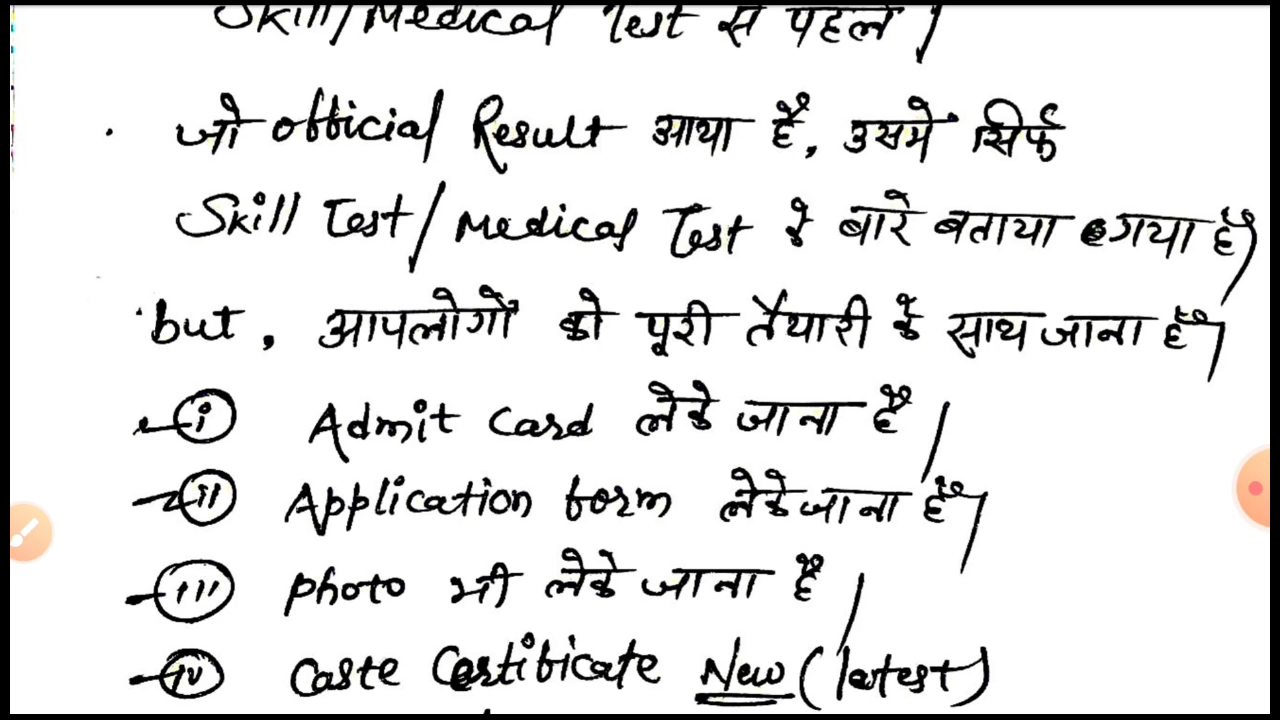 Skill/Medical Test से पहले।
जो official Result आया है, उसमें सिर्फ
Skill Test/Medical Test के बारे बताया गया है।
but, आपलोगों को पूरी तैयारी के साथ जाना है।
(i) Admit Card लेके जाना है।
(ii) Application form लेके जाना है।
(iii) photo भी लेके जाना है।
(iv) Caste Certificate New (latest)